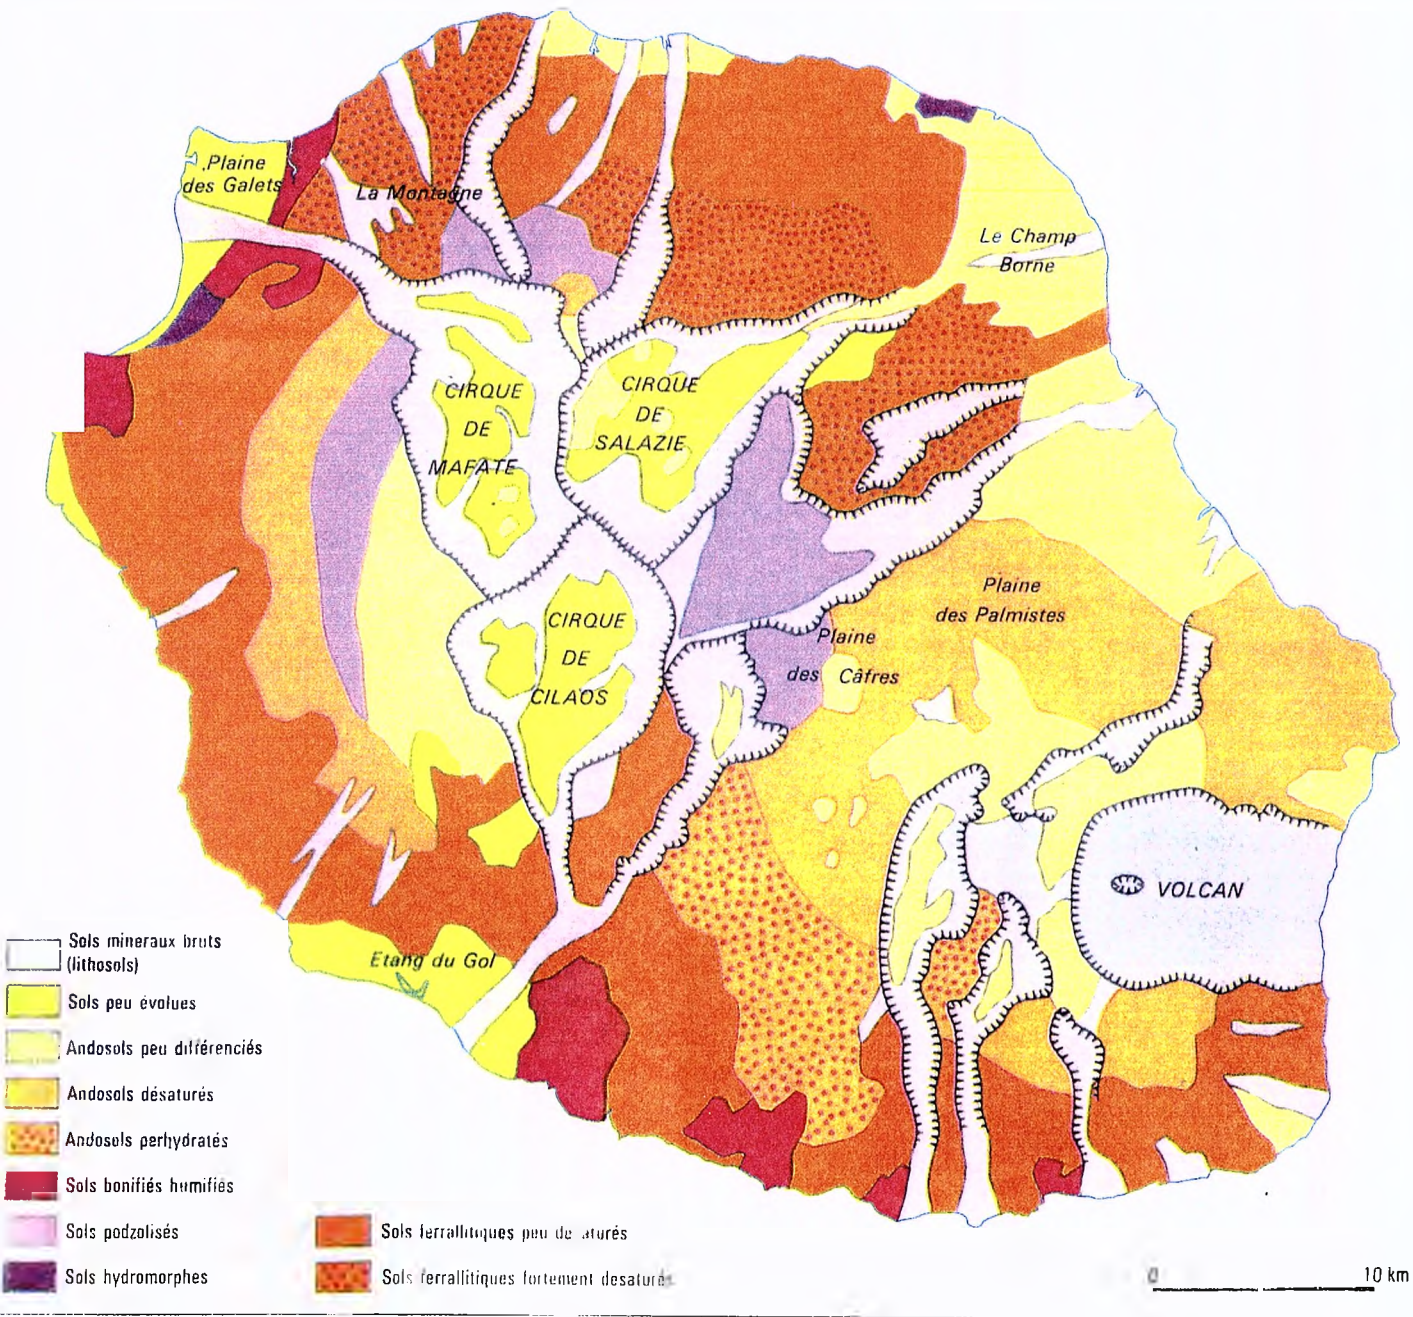 Plaine
des Galets
La Montagne
Le Champ
Borne
CIRQUE
DE
MAFATE
CIRQUE
DE
SALAZIE
Plaine
des Palmistes
CIRQUE
DE
CILAOS
Plaine
des Câfres
VOLCAN
Etang du Gol
Sols mineraux bruts
(lithosols)
Sols peu évolues
Andosols peu différenciés
Andosols désaturés
Andosols perhydratés
Sols bonifiés humifiés
Sols podzolisés
Sols hydromorphes
Sols ferrallitiques peu
Sols ferrallitiques fortement desaturés
0
10 km